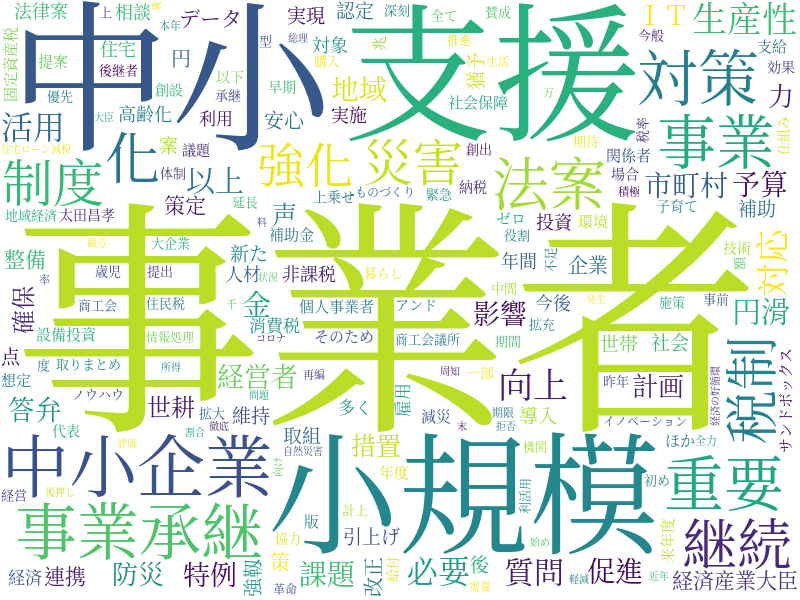 法律案
上
相談
データ
実現
認定
深刻
全て
賛成
IT
生産性
本年
総理
型
兆
今般
固定資産税
提案
住宅
後継者
円
対象
購入
推進
生活
支給
効果
中小
支援
対策
力
優先
創設
以下
承継
早期
猶予
地域
社会保障
万
大臣
高齢化
利用
安心
実施
活用
化
強化
災害
事業
税率
仕組み
住宅ローン減税
案
議題
期待
関係者
制度
体制
以上
創出
法案
場合
積極
上乗せ
ものづくり
緊急
納税
市町村
予算
地域経済
太田昌孝
策定
延長
声
ゼロ
投資
環境
子育て
補助
料
役割
整備
観点
大企業
新た
補助金
年間
不足
企業
技術
額
対応
歳児
提出
人材
非課税
暮らし
率
状況
千
確保
商工会
住民税
金
個人事業者
アンド
影響
中間
今後
施策
事前
円滑
設備投資
情報処理
コロナ
消費税
そのため
商工会議所
拡充
発生
点
度
取りまとめ
所得
期間
世帯
社会
事業者
想定
ノウハウ
経営者
問題
再編
周知
一部
向上
昨年
計画
経済の好循環
税制
サンドボックス
答弁
世耕
拡大
維持
多く
雇用
減災
期限
導入
イノベーション
代表
徹底
割合
自然災害
末
拒否
中小企業
評価
取組
措置
機関
ほか
全力
経営
後押し
向け
年度
小規模
利活用
初め
重要
事業承継
版
計上
引上げ
協力
始め
来年度
継続
経済
連携
防災
特例
強靱
策
革命
課題
改正
給付
必要
後
需要
質問
軽減
促進
近年
経済産業大臣